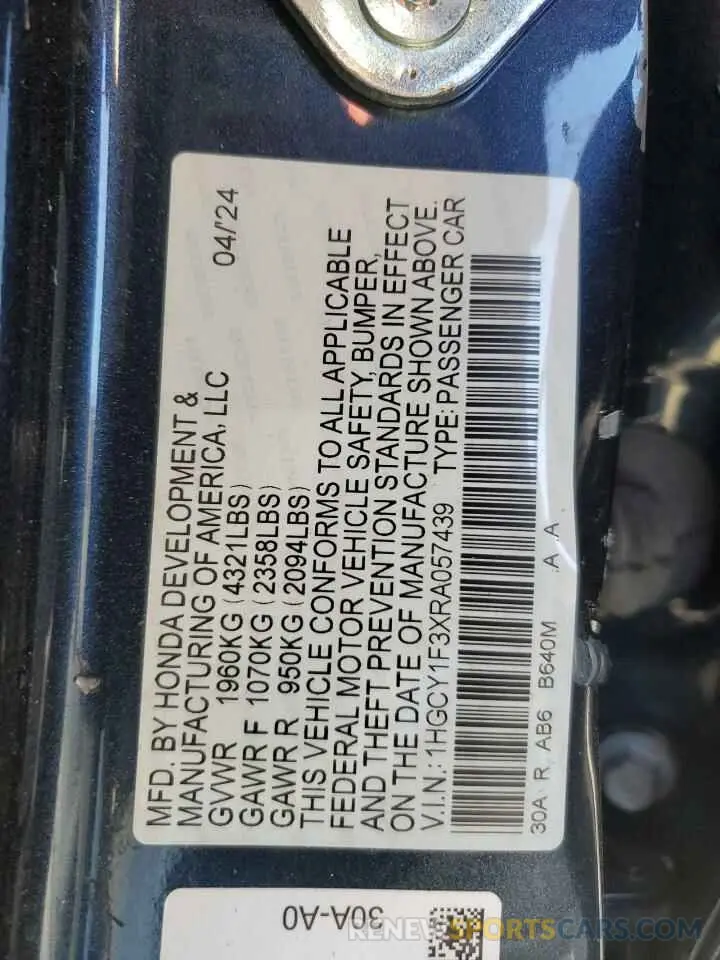 MFD. BY HONDA DEVELOPMENT & 04/'24
MANUFACTURING OF AMERICA, LLC
GVWR 1960KG (4321LBS)
GAWR F 1070KG (2358LBS)
GAWR R 950KG (2094LBS)
THIS VEHICLE CONFORMS TO ALL APPLICABLE
FEDERAL MOTOR VEHICLE SAFETY, BUMPER,
AND THEFT PREVENTION STANDARDS IN EFFECT
ON THE DATE OF MANUFACTURE SHOWN ABOVE.
V.I.N.: 1HGCY1F3XRA057439 TYPE: PASSENGER CAR
30A R AB6 B640M A A
30A-A0
RENEWSPORTSCARS.COM